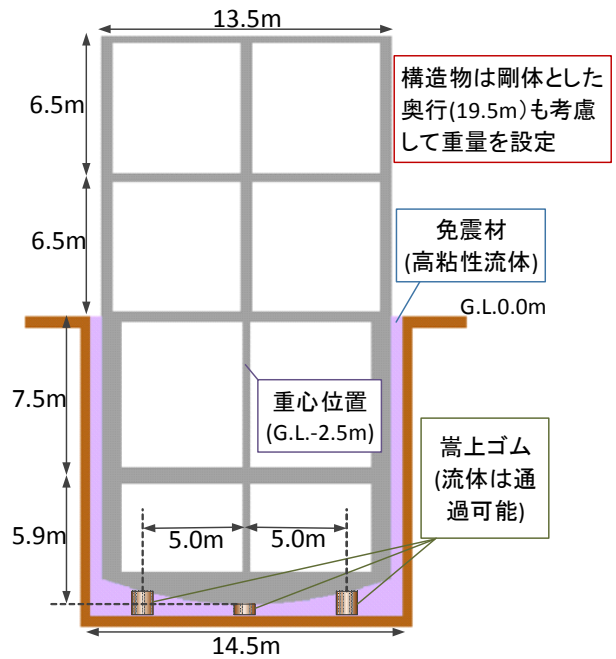 13.5m
構造物は剛体とした
奥行(19.5m)も考慮
して重量を設定
6.5m
6.5m
免震材
(高粘性流体)
G.L.0.0m
7.5m
重心位置
(G.L.-2.5m)
嵩上ゴム
(流体は通
過可能)
5.9m
5.0m
5.0m
14.5m